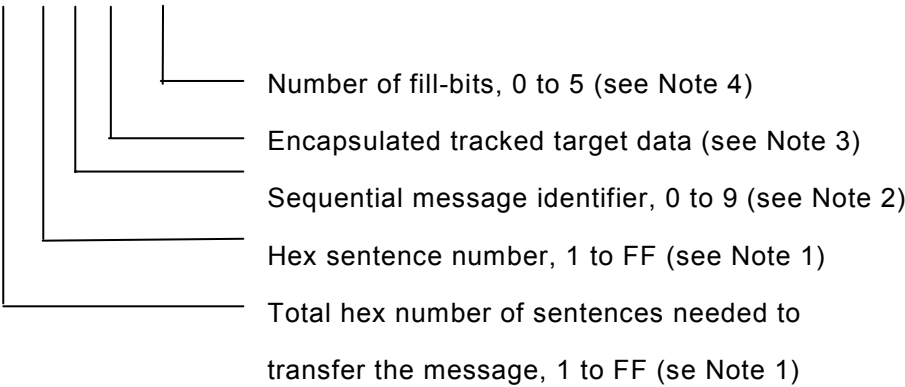 Number of fill-bits, 0 to 5 (see Note 4)
Encapsulated tracked target data (see Note 3)
Sequential message identifier, 0 to 9 (see Note 2)
Hex sentence number, 1 to FF (see Note 1)
Total hex number of sentences needed to
transfer the message, 1 to FF (se Note 1)